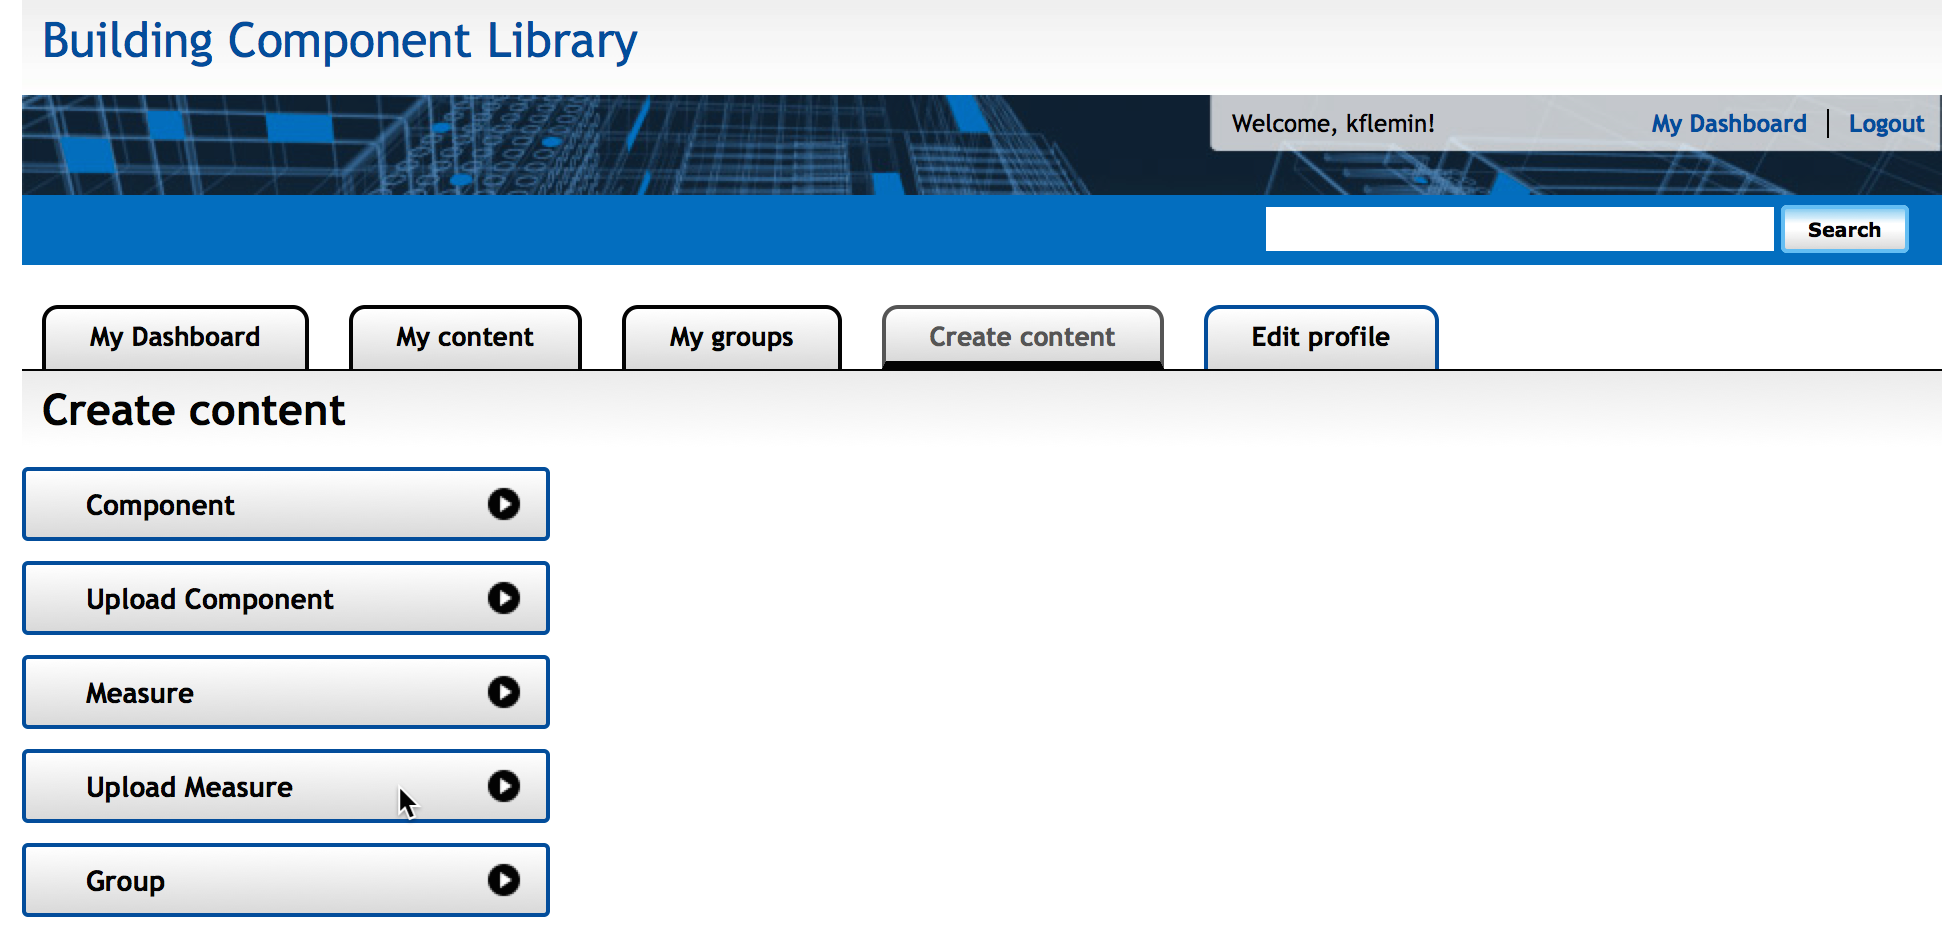 Building Component Library
Welcome, kflemin! My Dashboard Logout
Search
My Dashboard My content My groups Create content Edit profile
Create content
Component
Upload Component
Measure
Upload Measure
Group